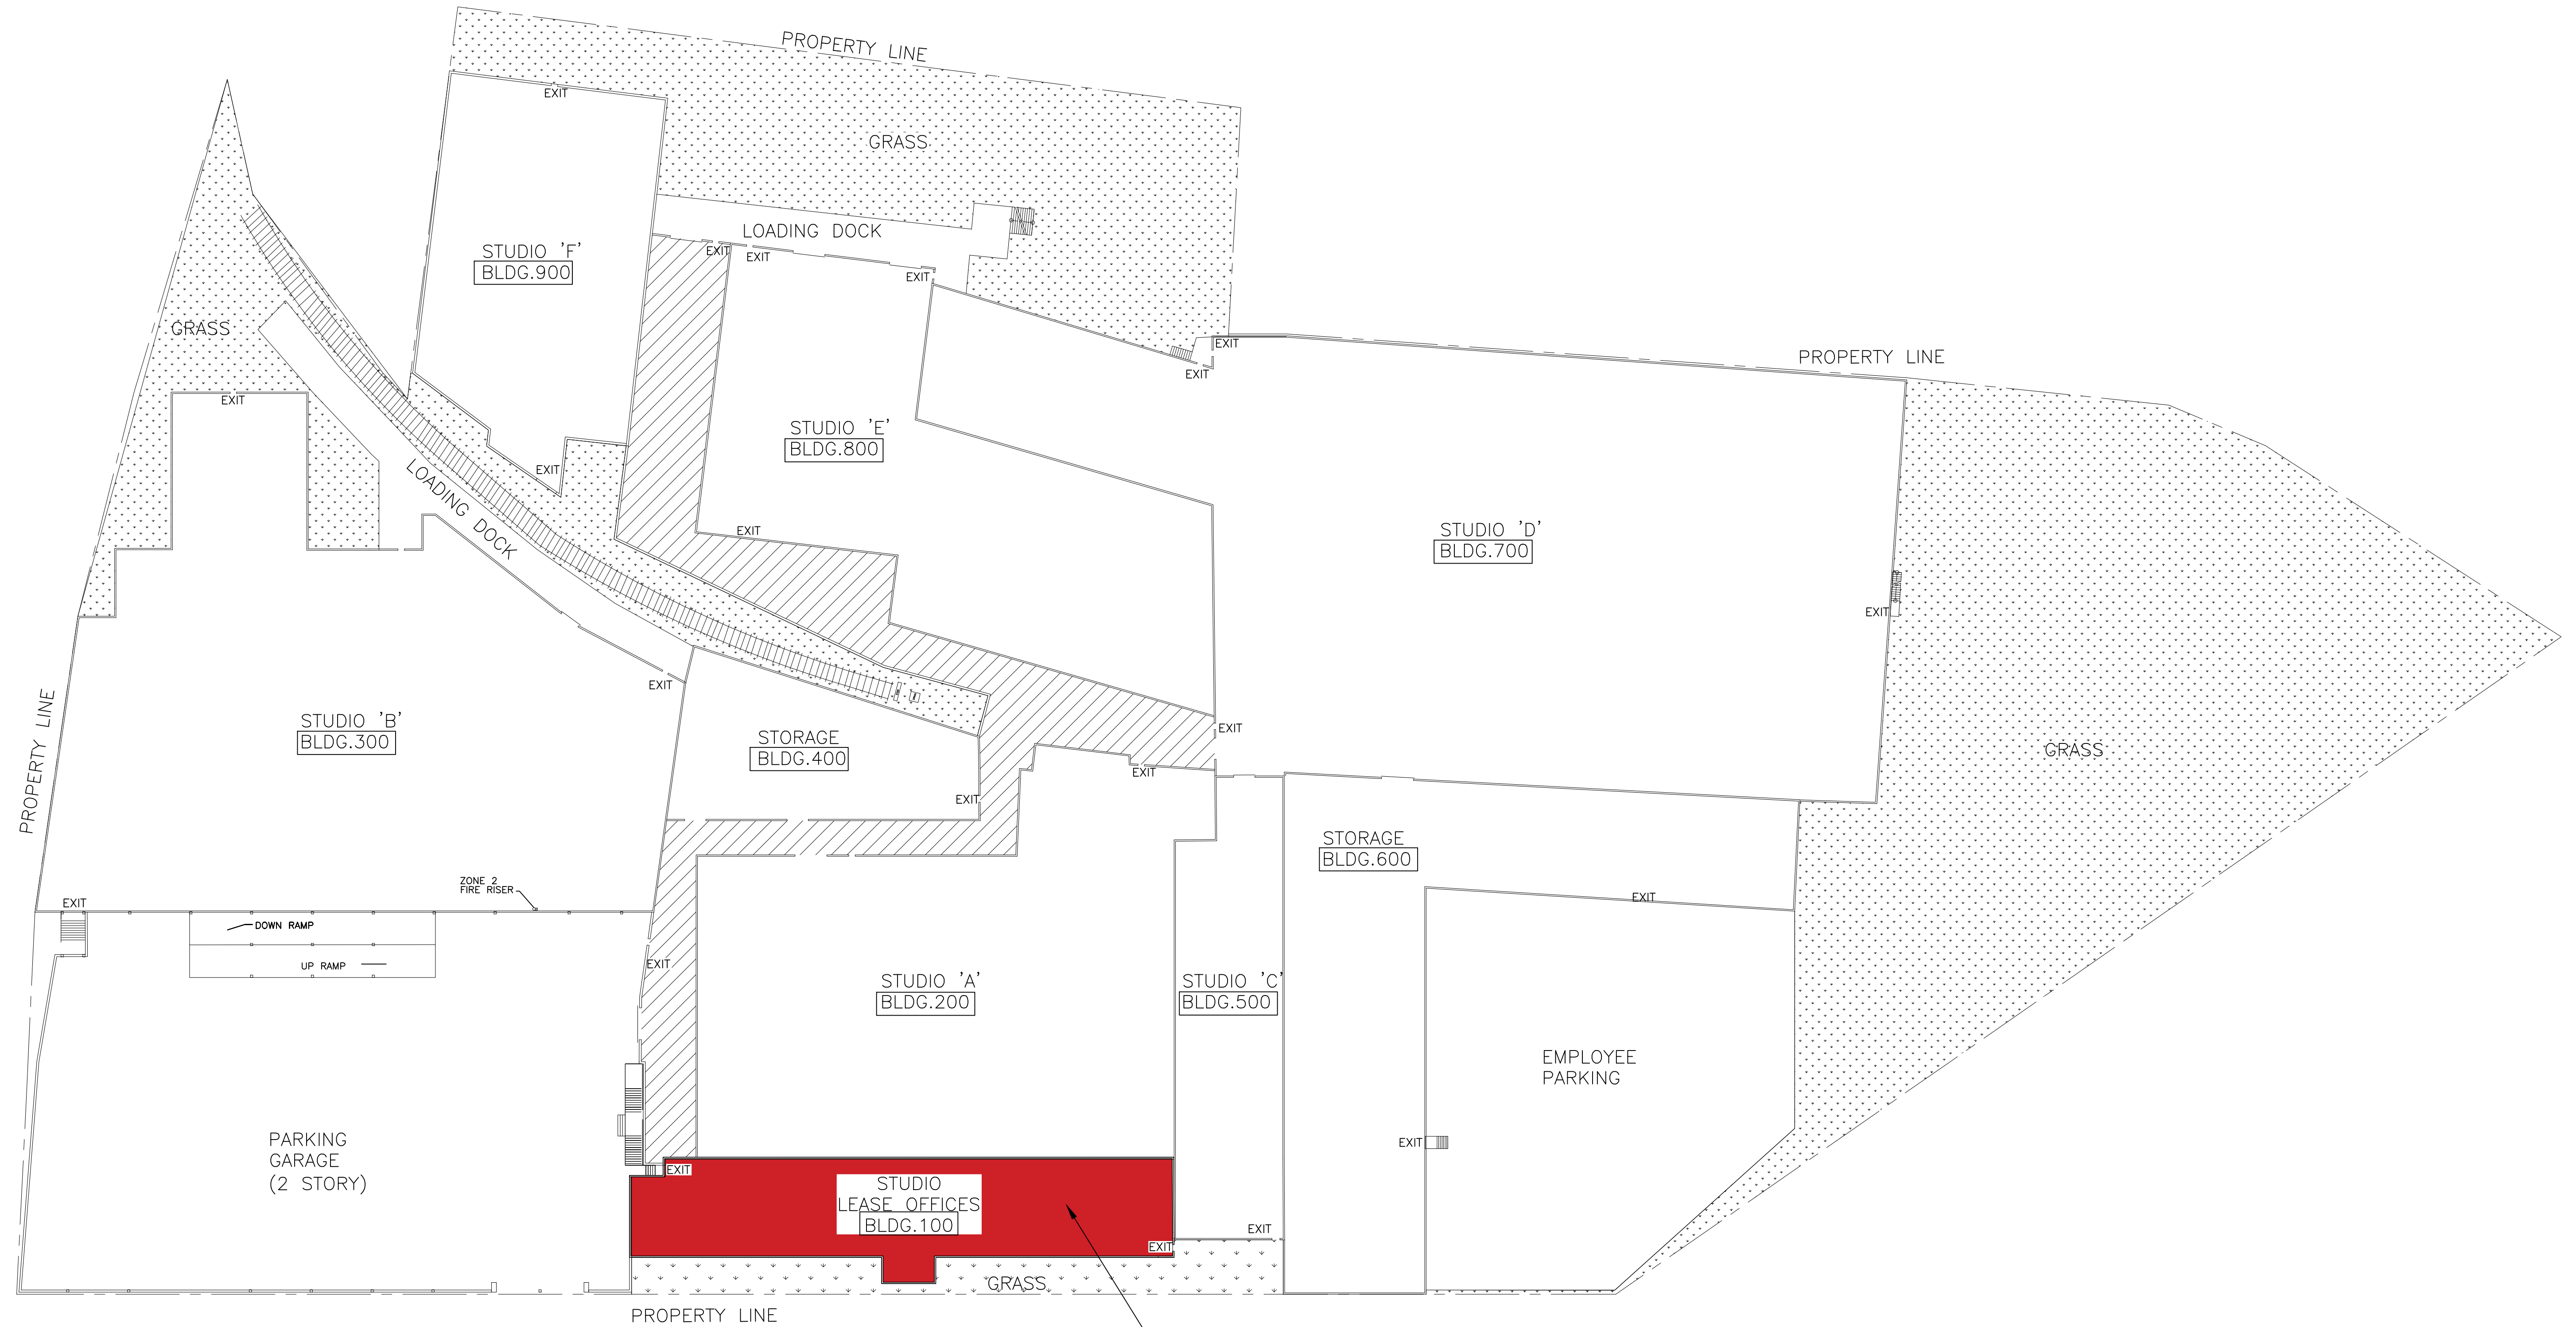 PROPERTY LINE
EXIT
GRASS
LOADING DOCK
STUDIO 'F'
BLDG.900
EXIT
EXIT
EXIT
GRASS
EXIT
PROPERTY LINE
EXIT
EXIT
STUDIO 'E'
BLDG.800
EXIT
LOADING DOCK
EXIT
STUDIO 'D'
BLDG.700
EXIT
EXIT
PROPERTY LINE
STUDIO 'B'
BLDG.300
EXIT
STORAGE
BLDG.400
EXIT
GRASS
EXIT
EXIT
STORAGE
BLDG.600
ZONE 2
FIRE RISER
EXIT
EXIT
DOWN RAMP
UP RAMP
EXIT
STUDIO 'A'
BLDG.200
STUDIO 'C'
BLDG.500
EMPLOYEE
PARKING
PARKING
GARAGE
(2 STORY)
EXIT
EXIT
STUDIO
LEASE OFFICES
BLDG.100
EXIT
EXIT
GRASS
PROPERTY LINE